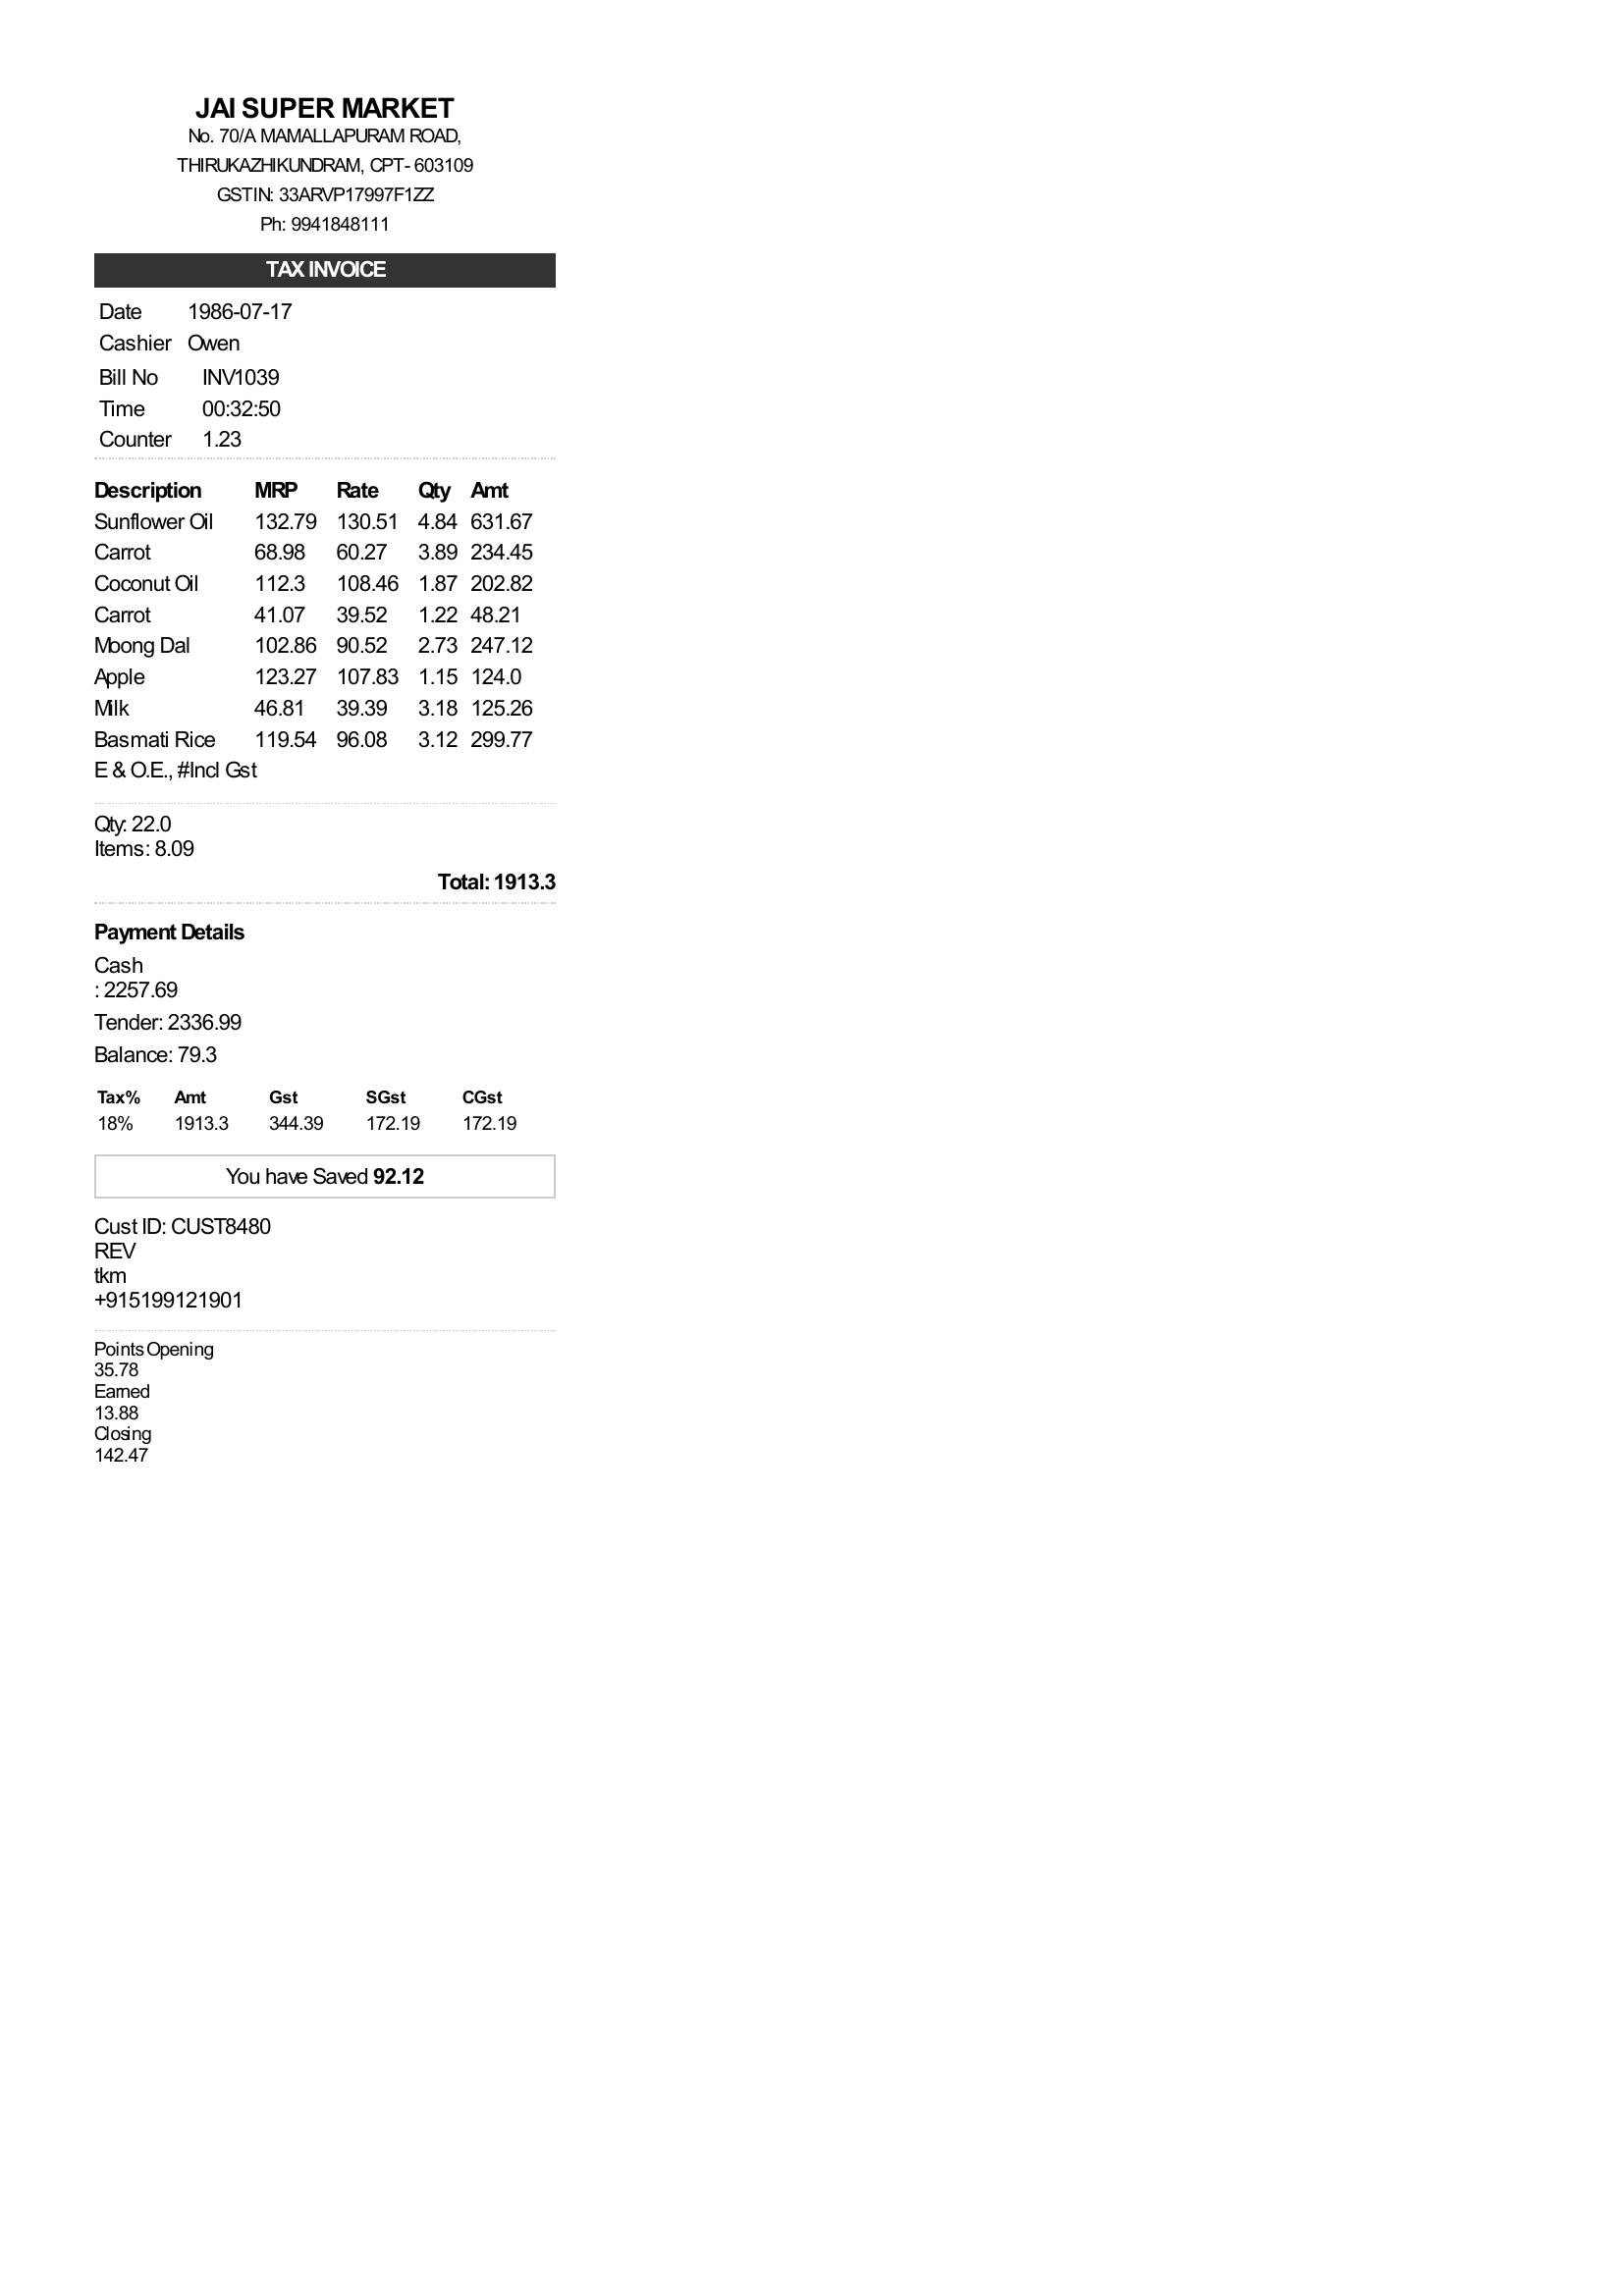 JAI SUPER MARKET
No. 70/A MAMALLAPURAM ROAD,
THIRUKAZHIKUNDRAM, CPT- 603109
GSTIN: 33ARVP17997F1ZZ
Ph: 9941848111
TAX INVOICE
Date 1986-07-17
Cashier Owen
Bill No INV1039
Time 00:32:50
Counter 1.23
Description MRP Rate Qty Amt
Sunflower Oil 132.79 130.51 4.84 631.67
Carrot 68.98 60.27 3.89 234.45
Coconut Oil 112.3 108.46 1.87 202.82
Carrot 41.07 39.52 1.22 48.21
Moong Dal 102.86 90.52 2.73 247.12
Apple 123.27 107.83 1.15 124.0
Milk 46.81 39.39 3.18 125.26
Basmati Rice 119.54 96.08 3.12 299.77
E & O.E., #Incl Gst
Qty: 22.0
Items: 8.09
Total: 1913.3
Payment Details
Cash
: 2257.69
Tender: 2336.99
Balance: 79.3
Tax% Amt Gst SGst CGst
18% 1913.3 344.39 172.19 172.19
You have Saved 92.12
Cust ID: CUST8480
REV
tkm
+915199121901
Points Opening
35.78
Earned
13.88
Closing
142.47